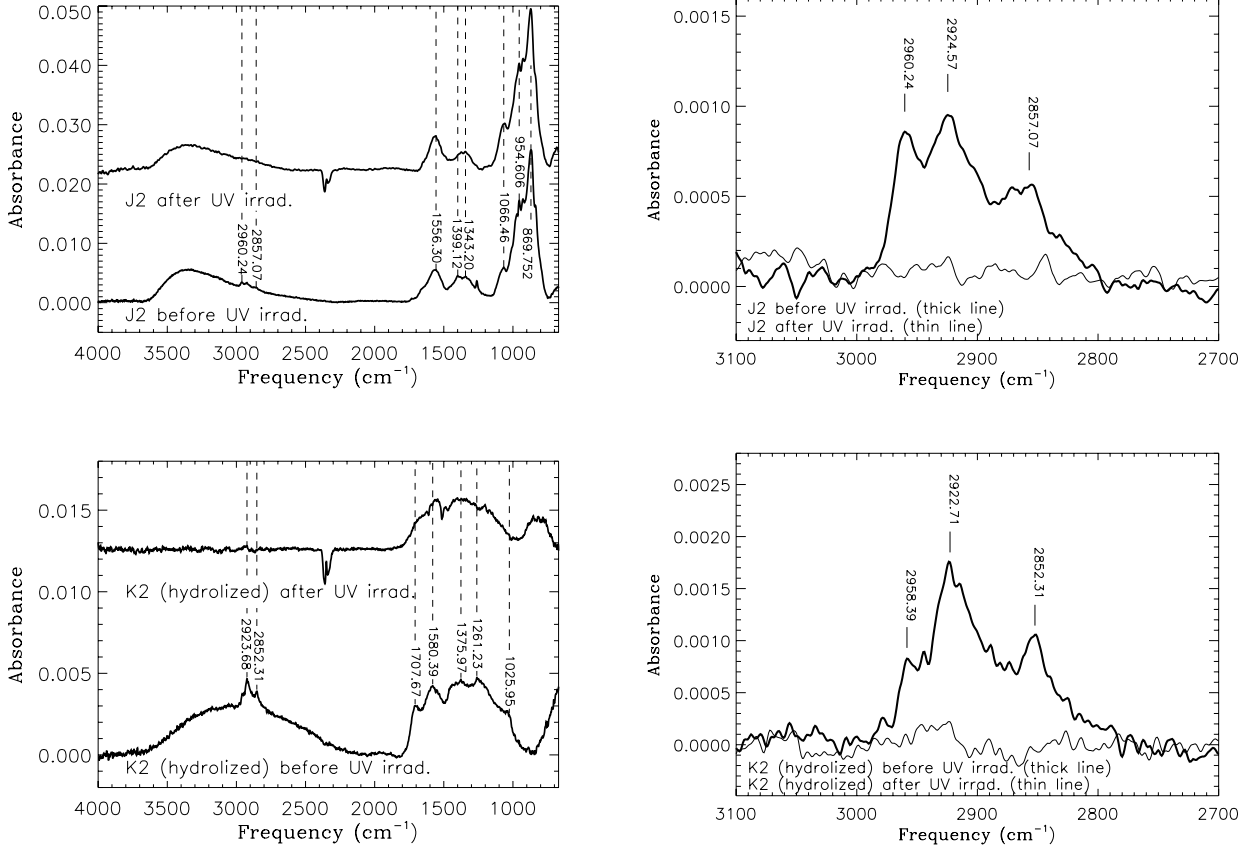 0.050
0.040
0.030
0.020
0.010
0.000
Absorbance
J2 after UV irrad.
2960.24
2857.07
1556.30
1399.12
1343.20
1066.46
954.606
869.752
J2 before UV irrad.
4000 3500 3000 2500 2000 1500 1000
Frequency (cm⁻¹)
0.0015
0.0010
0.0005
0.0000
Absorbance
2960.24
2924.57
2857.07
J2 before UV irrad. (thick line)
J2 after UV irrad. (thin line)
3100 3000 2900 2800 2700
Frequency (cm⁻¹)
0.015
0.010
0.005
0.000
Absorbance
K2 (hydrolized) after UV irrad.
2923.68
2852.31
1707.67
1580.39
1375.97
1261.23
1025.95
K2 (hydrolized) before UV irrad.
4000 3500 3000 2500 2000 1500 1000
Frequency (cm⁻¹)
0.0025
0.0020
0.0015
0.0010
0.0005
0.0000
Absorbance
2958.39
2922.71
2852.31
K2 (hydrolized) before UV irrad. (thick line)
K2 (hydrolized) after UV irrad. (thin line)
3100 3000 2900 2800 2700
Frequency (cm⁻¹)